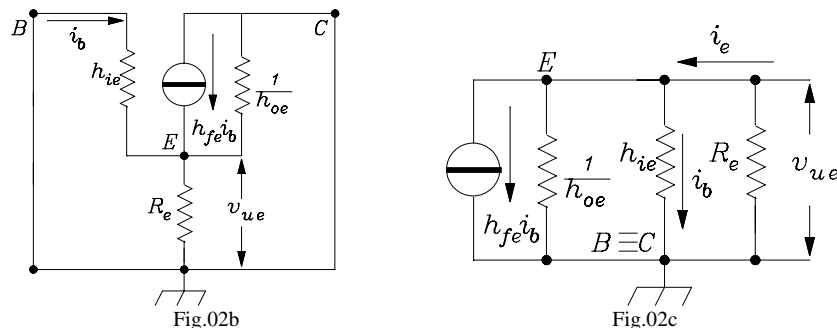 B
i_b
C
h_ie
1
h_oe
h_fe i_b
E
R_e
v_ue
Fig.02b
i_e
E
1
h_oe
h_fe i_b
h_ie
i_b
R_e
v_ue
B≡C
Fig.02c